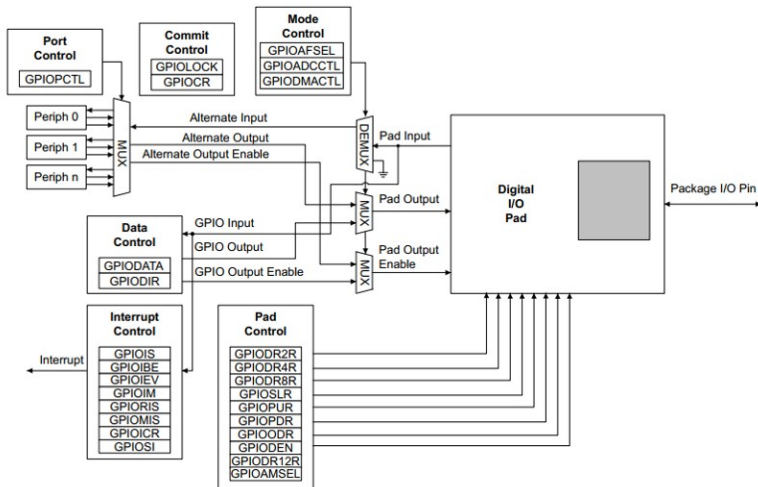 Port
Control
GPIOPCTL
Commit
Control
GPIOLOCK
GPIOCR
Mode
Control
GPIOAFSEL
GPIOADCCTL
GPIODMACTL
Periph 0
Periph 1
Periph n
MUX
Alternate Input
Alternate Output
Alternate Output Enable
DEMUX
Pad Input
MUX
Pad Output
MUX
Pad Output
Enable
Digital
I/O
Pad
Package I/O Pin
Data
Control
GPIODATA
GPIODIR
GPIO Input
GPIO Output
GPIO Output Enable
Interrupt
Interrupt
Control
GPIOIS
GPIOIBE
GPIOIEV
GPIOIM
GPIORIS
GPIOMIS
GPIOICR
GPIOSI
Pad
Control
GPIODR2R
GPIODR4R
GPIODR8R
GPIOSLR
GPIOPUR
GPIOPDR
GPIOODR
GPIODEN
GPIODR12R
GPIOAMSEL